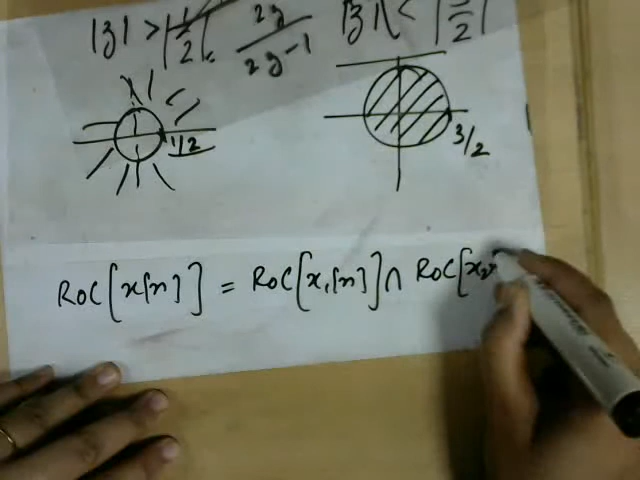 |z| > |1/2|. 2z/2z-1 |z| < |3/2|
1/2 3/2
ROC[x[n]] = ROC[x₁[n]] ∩ ROC[x₂